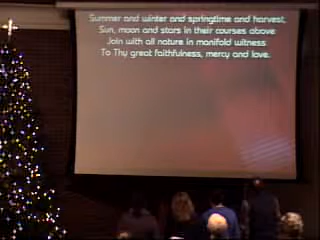 Summer and winter and springtime and harvest,
Sun, moon and stars in their courses above
Join with all nature in manifold witness
To Thy great faithfulness, mercy and love.